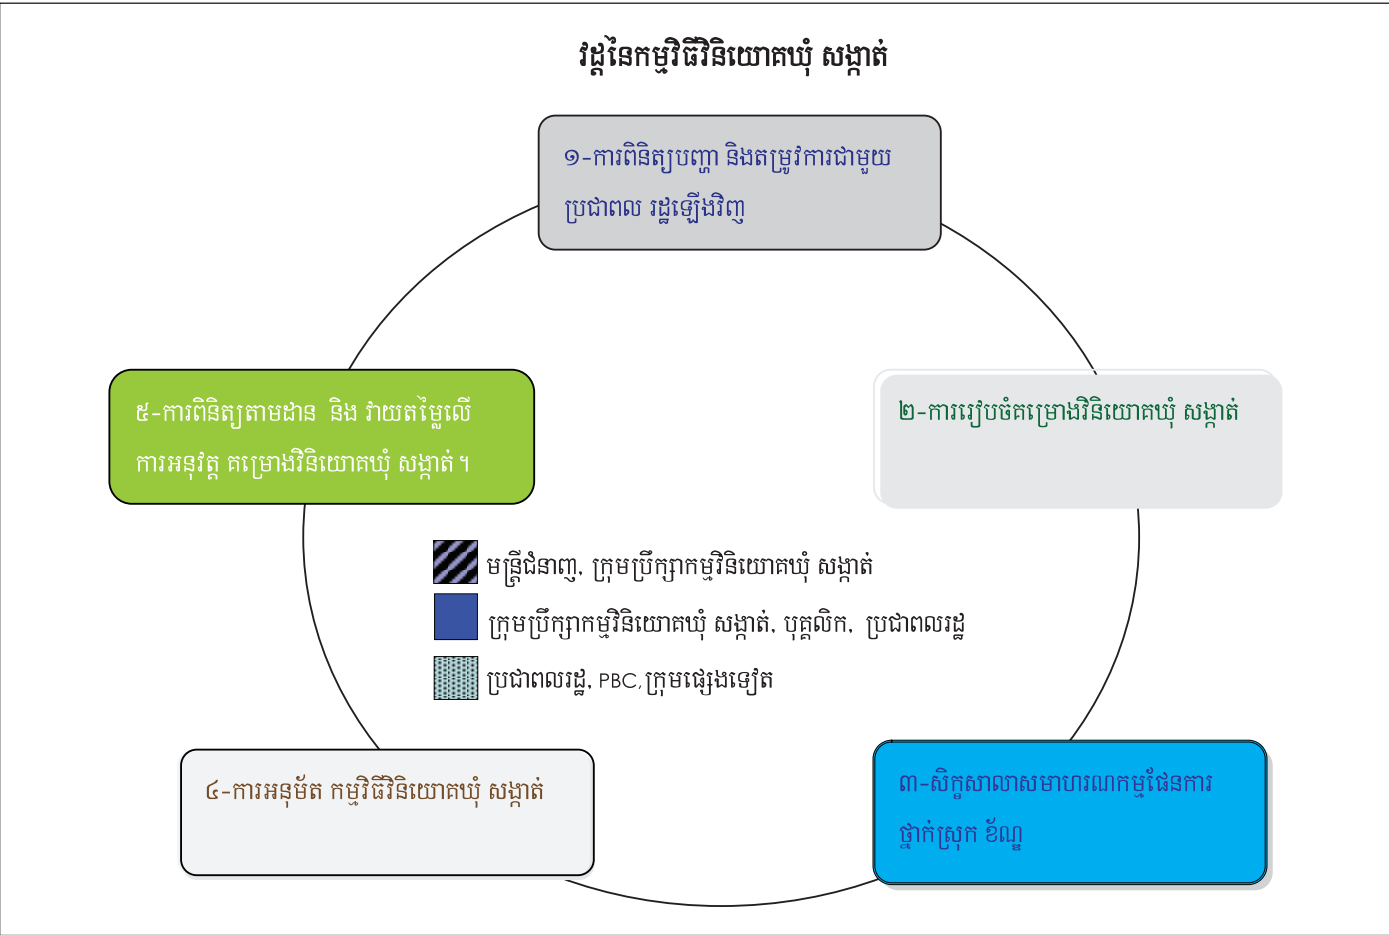 វដ្តនៃកម្មវិធីវិនិយោគឃុំ សង្កាត់
១-ការពិនិត្យបញ្ហា និងតម្រូវការជាមួយ
ប្រជាពល រដ្ឋឡើងវិញ
២-ការរៀបចំគម្រោងវិនិយោគឃុំ សង្កាត់
៣-សិក្ខសាលាសមាហរណកម្មផែនការ
ថ្នាក់ស្រុក ខ័ណ្ឌ
៤-ការអនុម័ត កម្មវិធីវិនិយោគឃុំ សង្កាត់
៥-ការពិនិត្យតាមដាន និង វាយតម្លៃលើ
ការអនុវត្ត គម្រោងវិនិយោគឃុំ សង្កាត់ ។
មន្ត្រីជំនាញ, ក្រុមប្រឹក្សាកម្មវិនិយោគឃុំ សង្កាត់
ក្រុមប្រឹក្សាកម្មវិនិយោគឃុំ សង្កាត់, បុគ្គលិក, ប្រជាពលរដ្ឋ
ប្រជាពលរដ្ឋ, PBC, ក្រុមផ្សេងទៀត